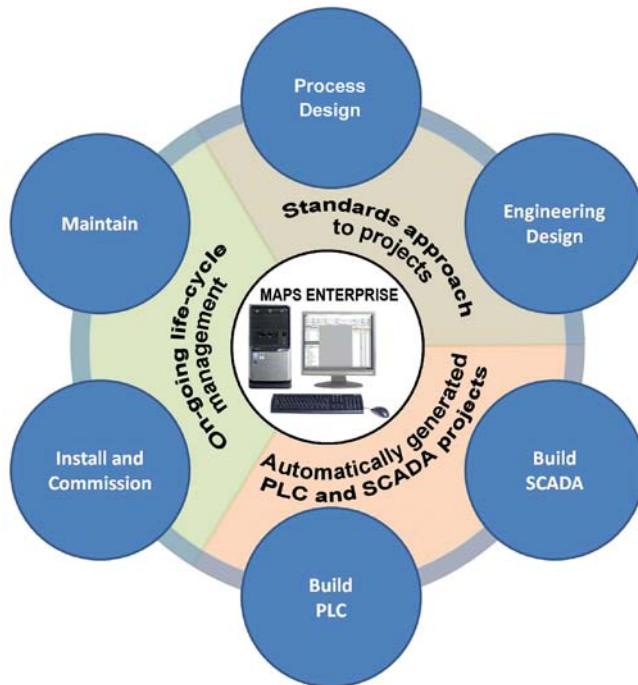 Process
Design
Engineering
Design
Build
SCADA
Build
PLC
Install and
Commission
Maintain
Standards approach
to projects
Automatically generated
PLC and SCADA projects
On-going life-cycle
management
MAPS ENTERPRISE